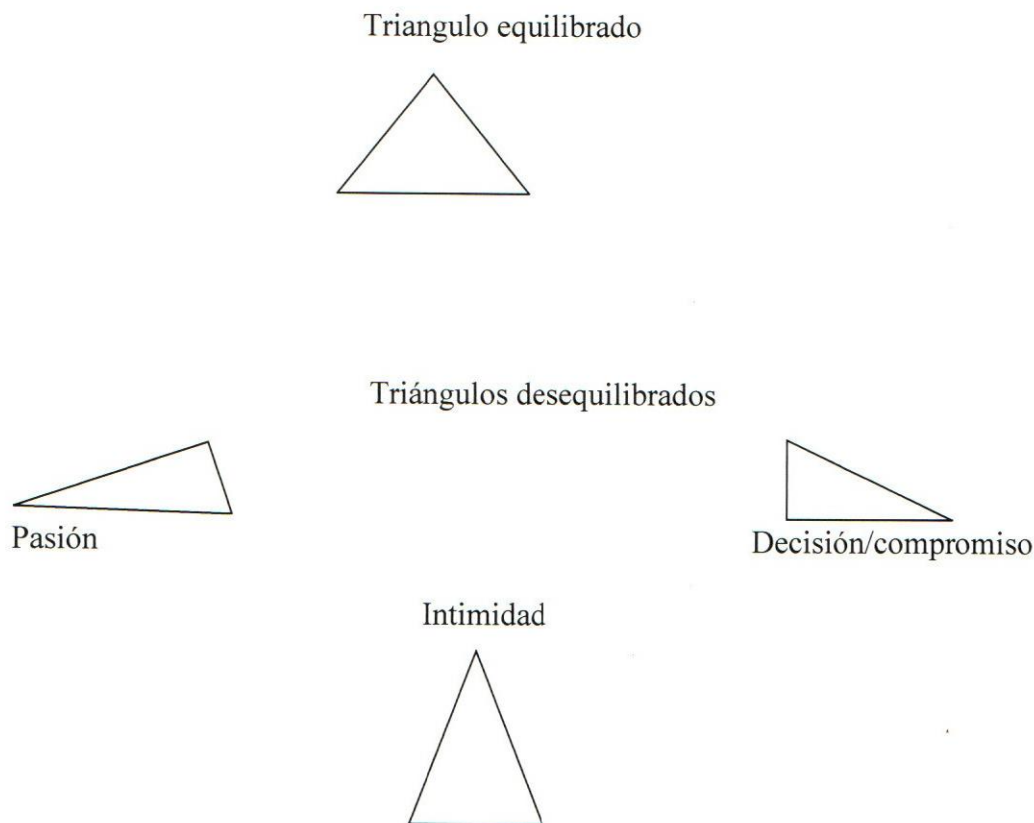 Triangulo equilibrado
Triángulos desequilibrados
Pasión
Decisión/compromiso
Intimidad